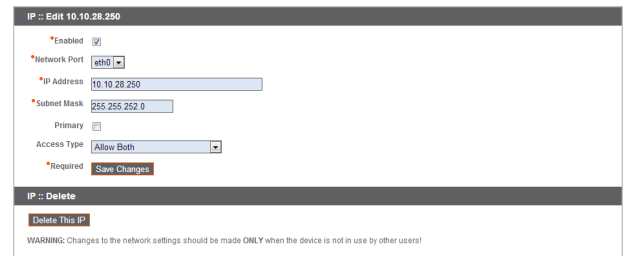 IP :: Edit 10.10.28.250
*Enabled
*Network Port eth0
*IP Address 10.10.28.250
*Subnet Mask 255.255.252.0
Primary
Access Type Allow Both
*Required Save Changes
IP :: Delete
Delete This IP
WARNING: Changes to the network settings should be made ONLY when the device is not in use by other users!